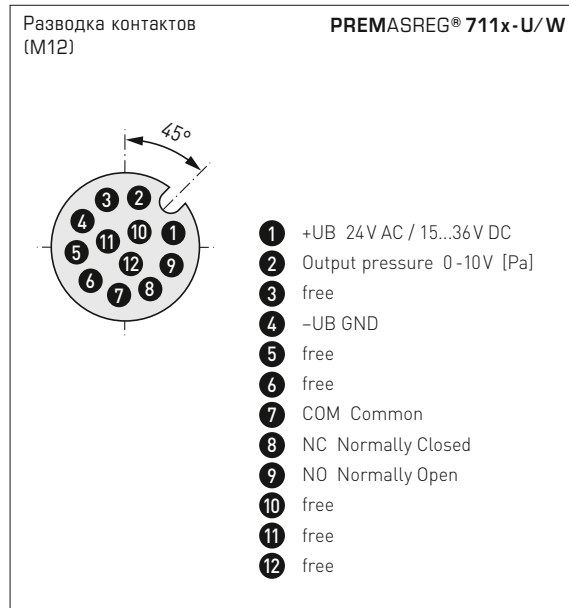 Разводка контактов
(M12)
PREMASREG® 711x-U/W
45°
3 2
4 10 1
11
5 12 9
6 7 8
1 +UB 24V AC / 15...36V DC
2 Output pressure 0-10V [Pa]
3 free
4 –UB GND
5 free
6 free
7 COM Common
8 NC Normally Closed
9 NO Normally Open
10 free
11 free
12 free